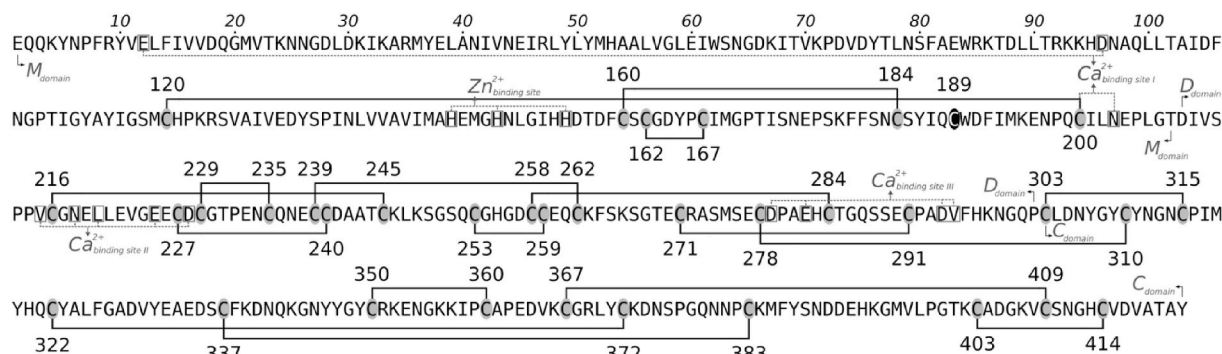 10 20 30 40 50 60 70 80 90 100
EQQKYNPFRYVELFIVVDQGMVTKNNGDLDKIKARMYELANIVNEIRLYLYMHAALVGLEIWSNGDKITVKPDVDYTLNSFAEWRKTDLLTRKKHDNAQLLTAIDF
M domain 120 Zn2+ binding site 160 184 189 Ca2+ binding site I D domain
NGPTIGYAYIGSMCHPKRSVAIVEDYSPINLVVAVIMAHEMGHNLGIHHDTDFCSCGDYPCIMGPTISNEPSKFFSNCSYIQCWDFIMKENPQCILNEPLGTDIVS
162 167 200 M domain
216 229 235 239 245 258 262 284 Ca2+ binding site III D domain 303 315
PPVCGNELLEVGEECDCGTPENCQNECCDAATCKLKSGSQCGHGDCCEQCKFSKSGTECRASMSECDPAEHCTGQSSECPADVFHKNGQPCLDNYGYCYNGNCPIM
Ca2+ binding site II 227 240 253 259 271 278 291 C domain 310
350 360 367 409 C domain
YHQCYALFGADVYEAEDSCFKDNQKGNYYGYCRKENGKKIPCAPEDVKCGRLYCKDNSPGQNNPCKMFYSNDDEHKGMVLPGTKCADGKVCSNGHCVDVATAY
322 337 372 383 403 414